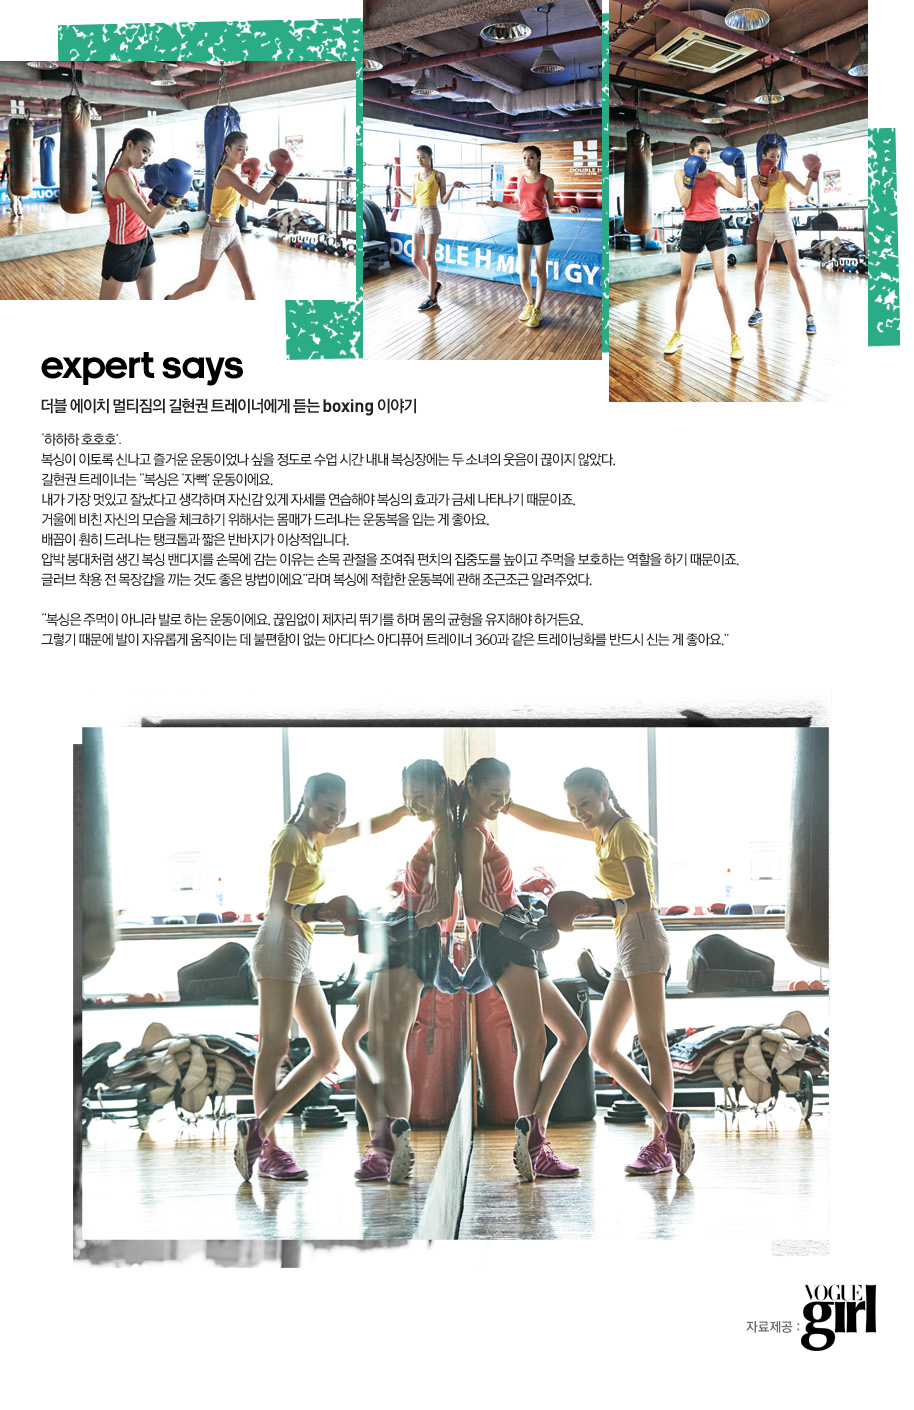 H
DOUBLE H
DOUBLE H MULTI GY
expert says
더블 에이치 멀티짐의 길현권 트레이너에게 듣는 boxing 이야기
‘하하하 호호호’.
복싱이 이토록 신나고 즐거운 운동이었나 싶을 정도로 수업 시간 내내 복싱장에는 두 소녀의 웃음이 끊이지 않았다.
길현권 트레이너는 “복싱은 ‘자뻑’ 운동이에요.
내가 가장 멋있고 잘났다고 생각하며 자신감 있게 자세를 연습해야 복싱의 효과가 금세 나타나기 때문이죠.
거울에 비친 자신의 모습을 체크하기 위해서는 몸매가 드러나는 운동복을 입는 게 좋아요.
배꼽이 훤히 드러나는 탱크톱과 짧은 반바지가 이상적입니다.
압박 붕대처럼 생긴 복싱 밴디지를 손목에 감는 이유는 손목 관절을 조여줘 펀치의 집중도를 높이고 주먹을 보호하는 역할을 하기 때문이죠.
글러브 착용 전 목장갑을 끼는 것도 좋은 방법이에요”라며 복싱에 적합한 운동복에 관해 조근조근 알려주었다.
“복싱은 주먹이 아니라 발로 하는 운동이에요. 끊임없이 제자리 뛰기를 하며 몸의 균형을 유지해야 하거든요.
그렇기 때문에 발이 자유롭게 움직이는 데 불편함이 없는 아디다스 아디퓨어 트레이너 360과 같은 트레이닝화를 반드시 신는 게 좋아요.”
자료제공 : VOGUE girl